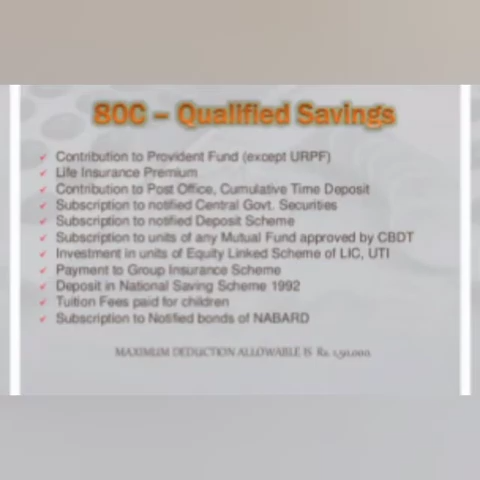 80C – Qualified Savings
Contribution to Provident Fund (except URPF)
Life Insurance Premium
Contribution to Post Office, Cumulative Time Deposit
Subscription to notified Central Govt. Securities
Subscription to notified Deposit Scheme
Subscription to units of any Mutual Fund approved by CBDT
Investment in units of Equity Linked Scheme of LIC, UTI
Payment to Group Insurance Scheme
Deposit in National Saving Scheme 1992
Tuition Fees paid for children
Subscription to Notified bonds of NABARD
MAXIMUM DEDUCTION ALLOWABLE IS Rs. 1,50,000.